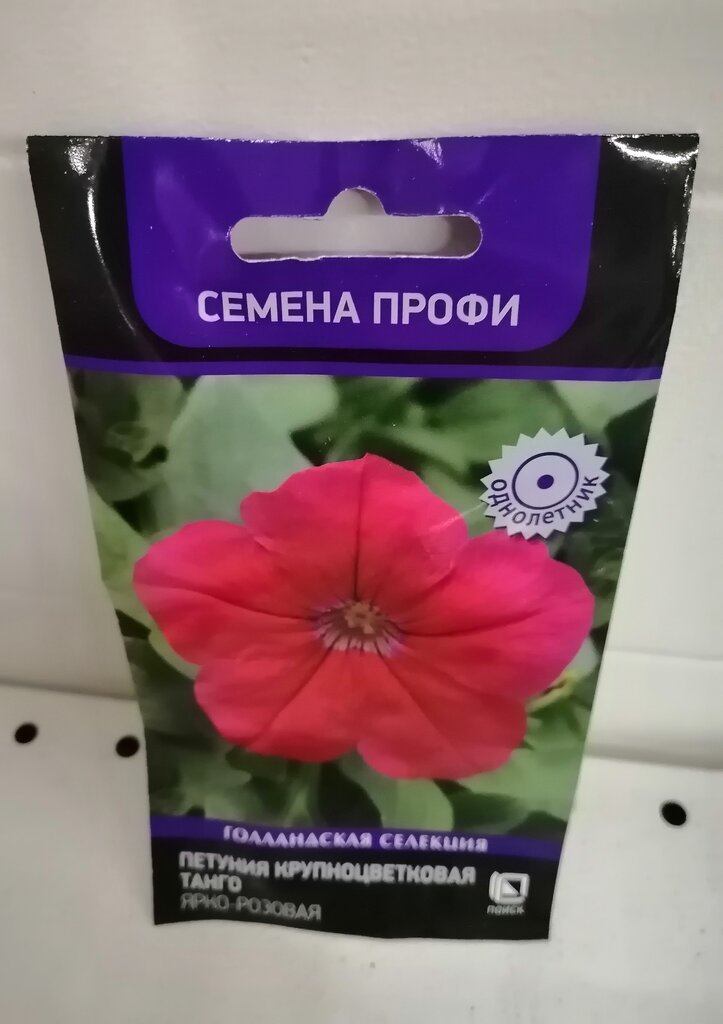 СЕМЕНА ПРОФИ
однолетник
ГОЛЛАНДСКАЯ СЕЛЕКЦИЯ
ПЕТУНИЯ КРУПНОЦВЕТКОВАЯ
ТАНГО
ЯРКО-РОЗОВАЯ
ПОИСК